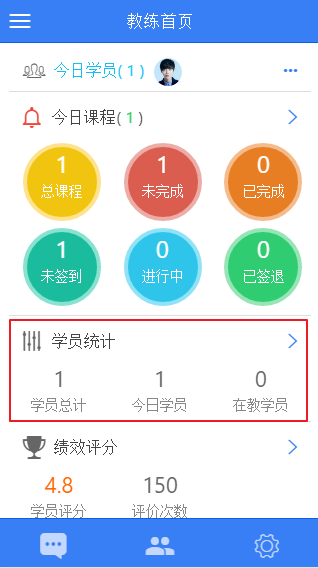 教练首页
今日学员( 1 )
今日课程( 1 )
1 1 0
总课程 未完成 已完成
1 0 0
未签到 进行中 已签退
学员统计
1 1 0
学员总计 今日学员 在教学员
绩效评分
4.8 150
学员评分 评价次数